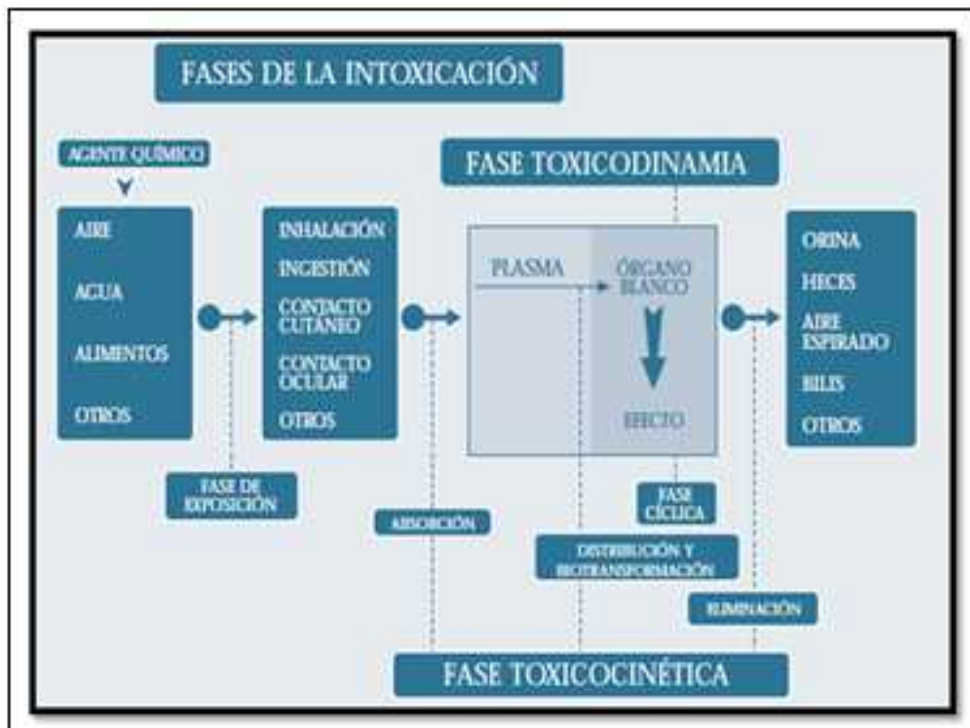 FASES DE LA INTOXICACIÓN
AGENTE QUÍMICO
FASE TOXICODINAMIA
AIRE
AGUA
ALIMENTOS
OTROS
INHALACIÓN
INGESTIÓN
CONTACTO
CUTÁNEO
CONTACTO
OCULAR
OTROS
PLASMA
ÓRGANO
BLANCO
EFECTO
ORINA
HECES
AIRE
ESPIRADO
BILIS
OTROS
FASE DE
EXPOSICIÓN
ABSORCIÓN
FASE
CÍCLICA
DISTRIBUCIÓN Y
BIOTRANSFORMACIÓN
ELIMINACIÓN
FASE TOXICOCINÉTICA